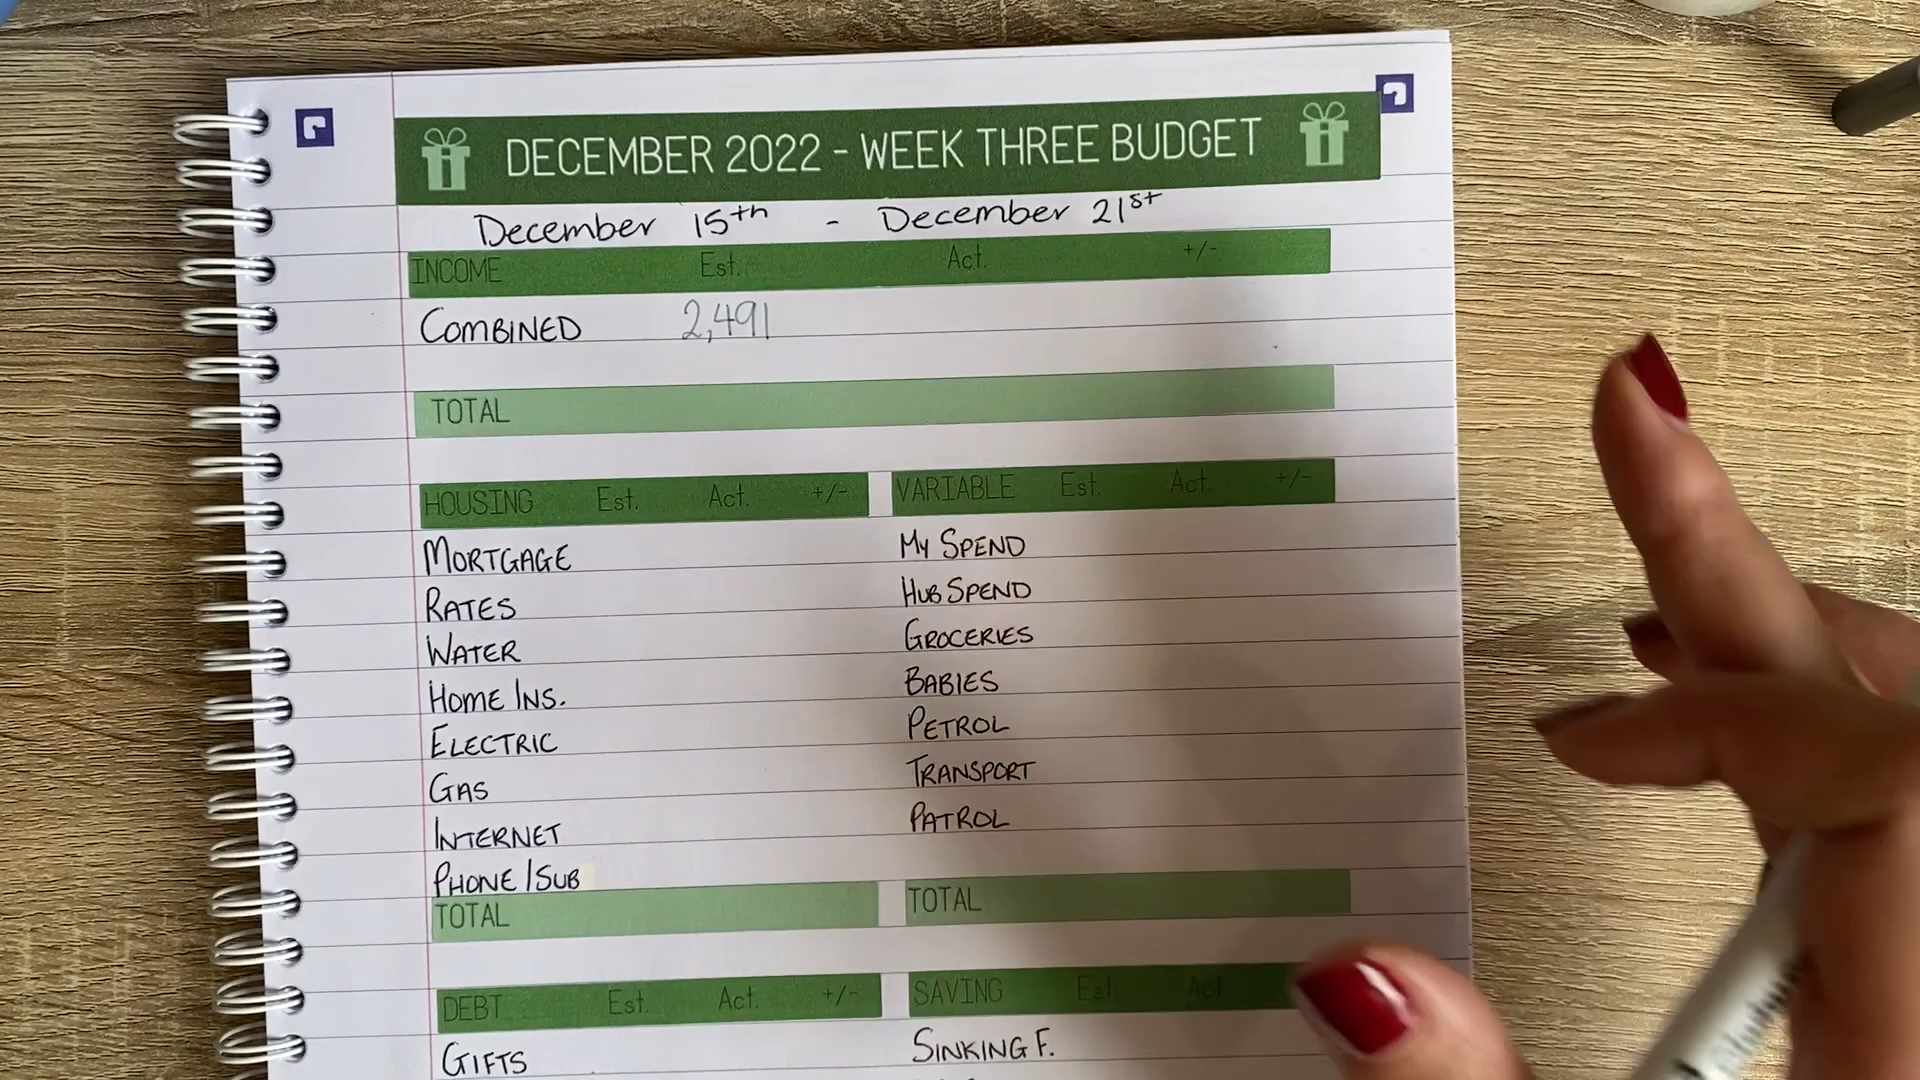 DECEMBER 2022 - WEEK THREE BUDGET
December 15th - December 21st
INCOME Est. Act. +/-
COMBINED 2,491
TOTAL
HOUSING Est. Act. +/-
MORTGAGE
RATES
WATER
HOME INS.
ELECTRIC
GAS
INTERNET
PHONE/SUB
TOTAL
VARIABLE Est. Act. +/-
MY SPEND
HUB SPEND
GROCERIES
BABIES
PETROL
TRANSPORT
PATROL
TOTAL
DEBT Est. Act. +/-
GIFTS
SAVING Est. Act.
SINKING F.